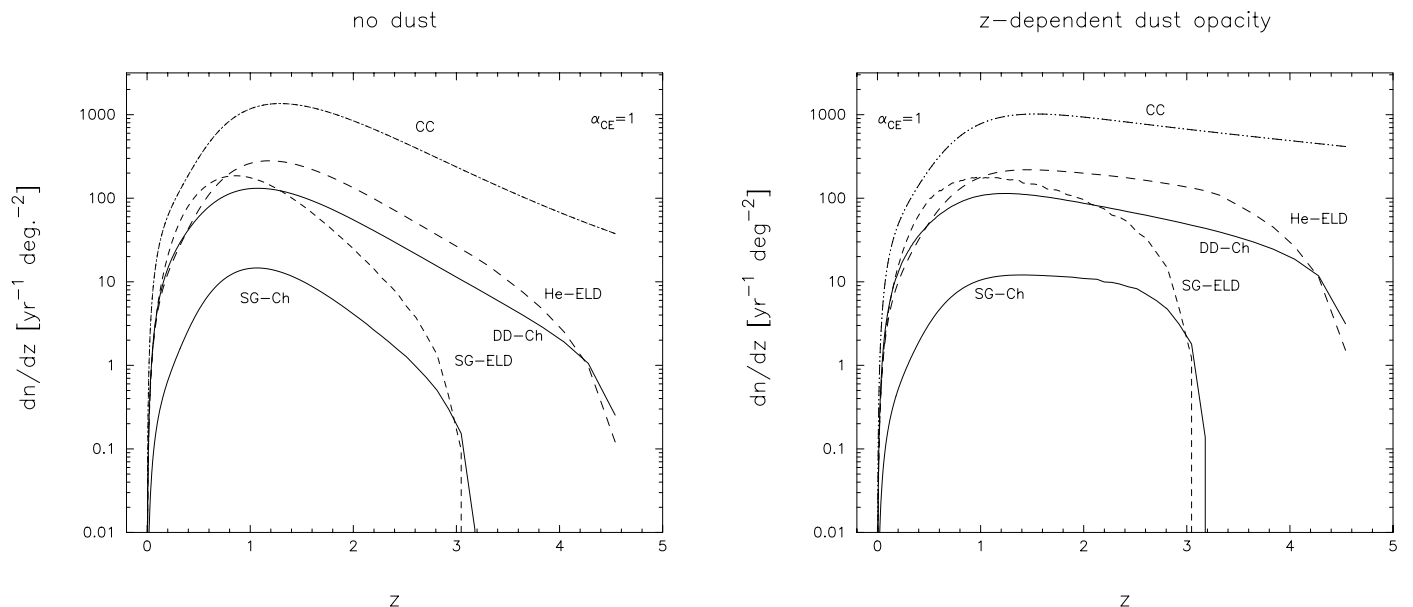 no dust
1000
100
10
1
0.1
0.01
0
1
2
3
4
5
dn/dz [yr⁻¹ deg.⁻²]
z
α_CE=1
CC
He-ELD
DD-Ch
SG-ELD
SG-Ch
z-dependent dust opacity
1000
100
10
1
0.1
0.01
0
1
2
3
4
5
dn/dz [yr⁻¹ deg⁻²]
z
α_CE=1
CC
He-ELD
DD-Ch
SG-ELD
SG-Ch